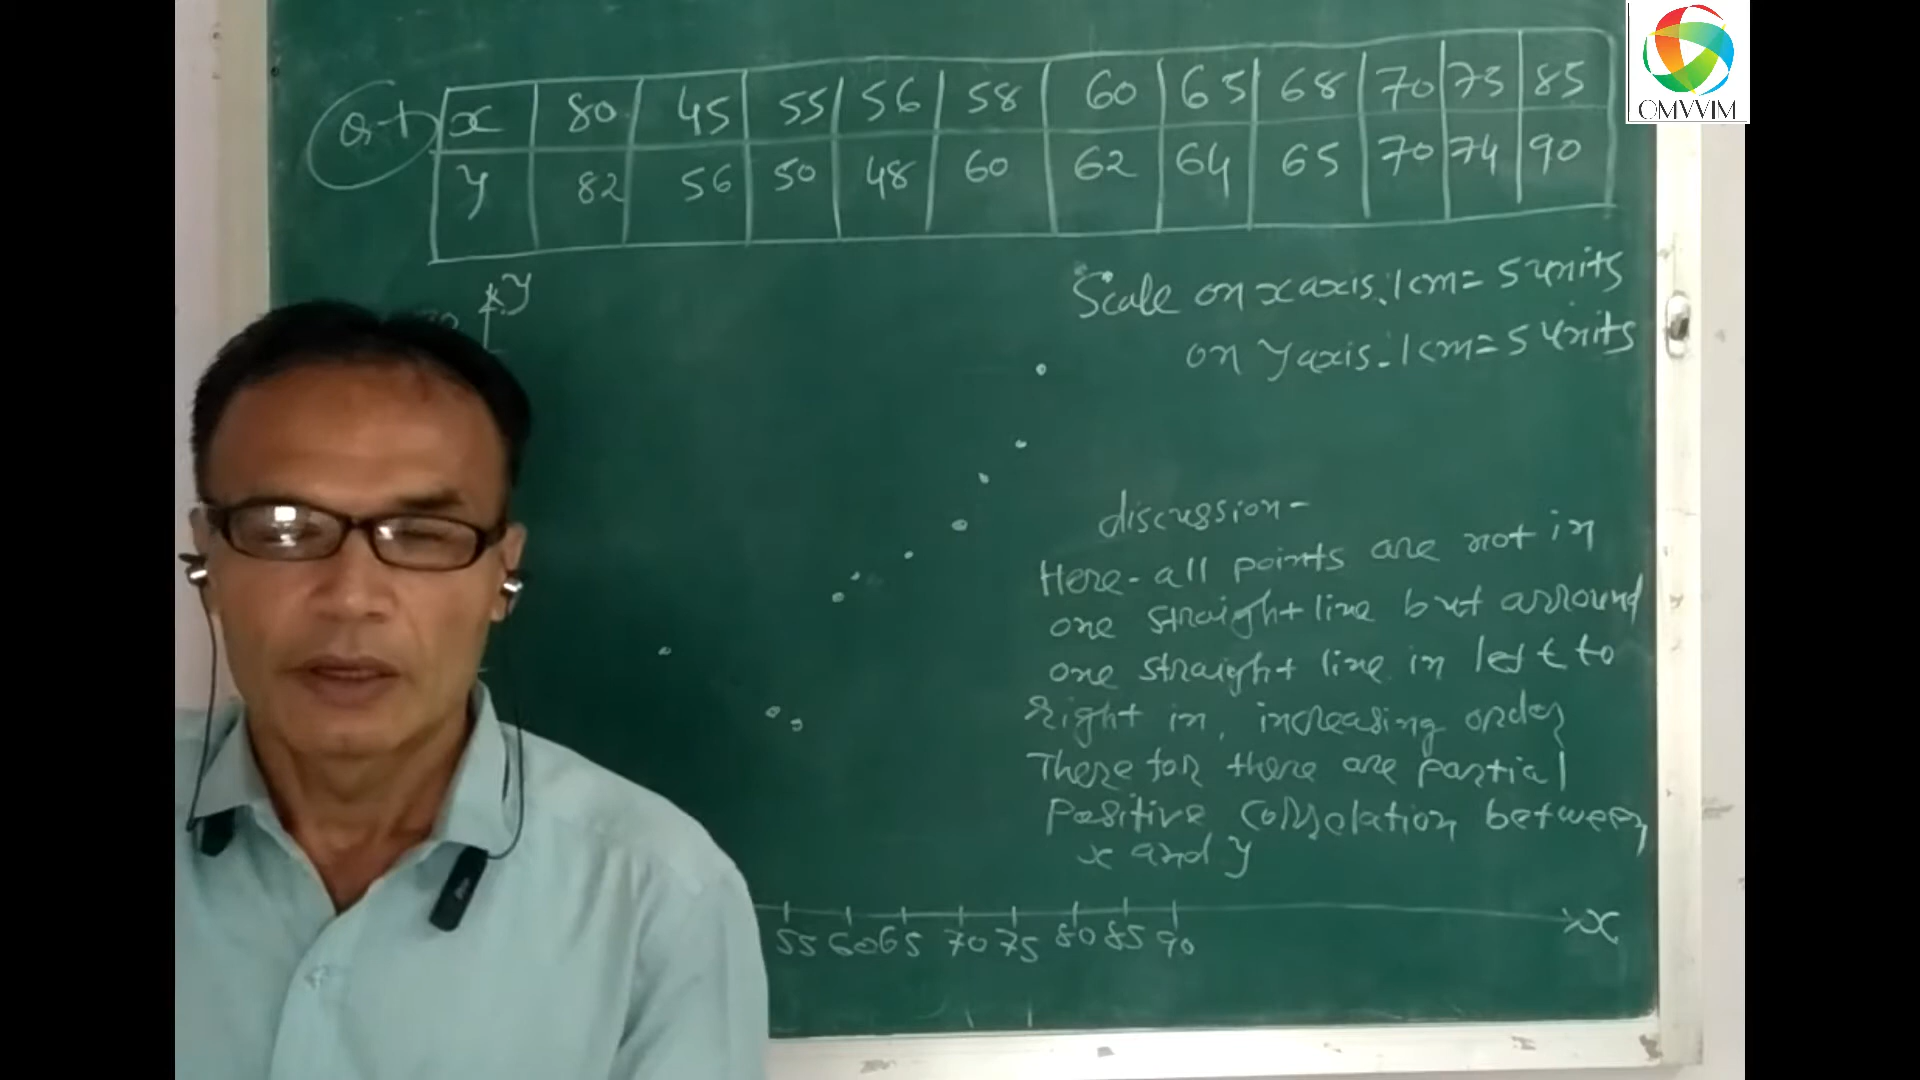 OMVVIM
Q.1 x 80 45 55 56 58 60 65 68 70 75 85
y 82 56 50 48 60 62 64 65 70 74 90
y
Scale on x axis. 1cm = 5 units
on y axis. 1cm = 5 units
discussion -
Here - all points are not in
one straight line but arround
one straight line in left to
right in, increasing order
There for there are partial
Positive Correlation between
x and y
55 60 65 70 75 80 85 90 x